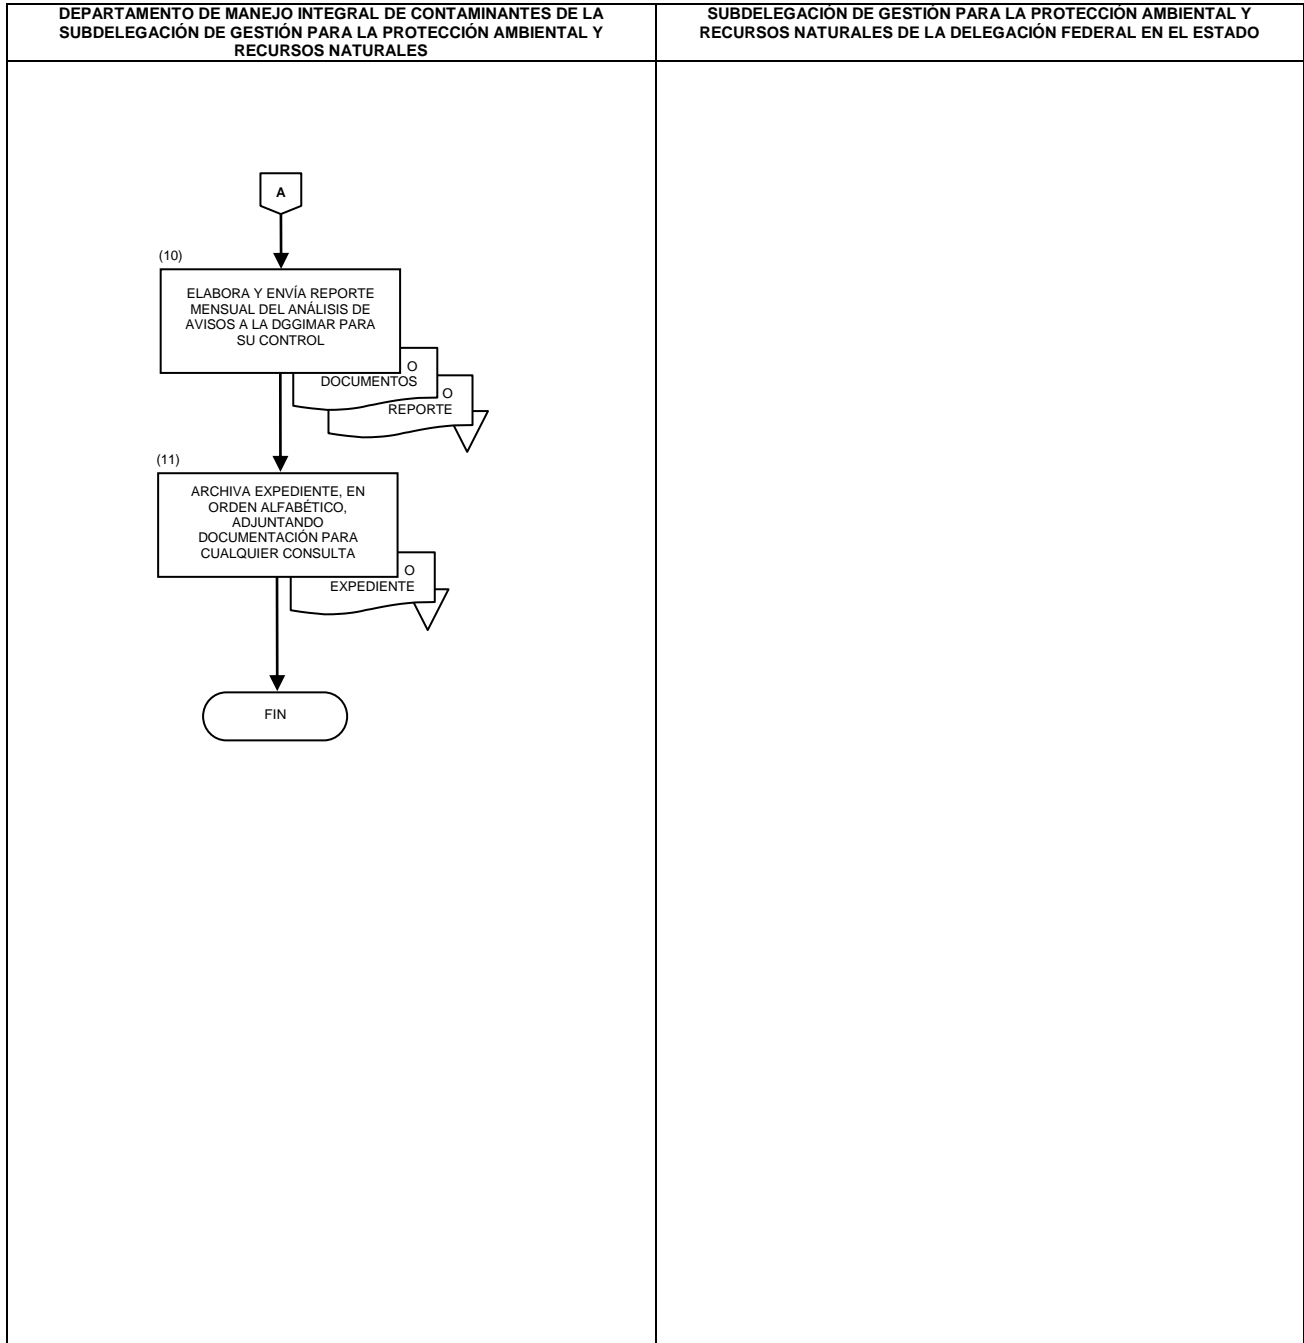 DEPARTAMENTO DE MANEJO INTEGRAL DE CONTAMINANTES DE LA
SUBDELEGACIÓN DE GESTIÓN PARA LA PROTECCIÓN AMBIENTAL Y
RECURSOS NATURALES
SUBDELEGACIÓN DE GESTIÓN PARA LA PROTECCIÓN AMBIENTAL Y
RECURSOS NATURALES DE LA DELEGACIÓN FEDERAL EN EL ESTADO
A
(10)
ELABORA Y ENVÍA REPORTE
MENSUAL DEL ANÁLISIS DE
AVISOS A LA DGGIMAR PARA
SU CONTROL
O
DOCUMENTOS
O
REPORTE
(11)
ARCHIVA EXPEDIENTE, EN
ORDEN ALFABÉTICO,
ADJUNTANDO
DOCUMENTACIÓN PARA
CUALQUIER CONSULTA
O
EXPEDIENTE
FIN